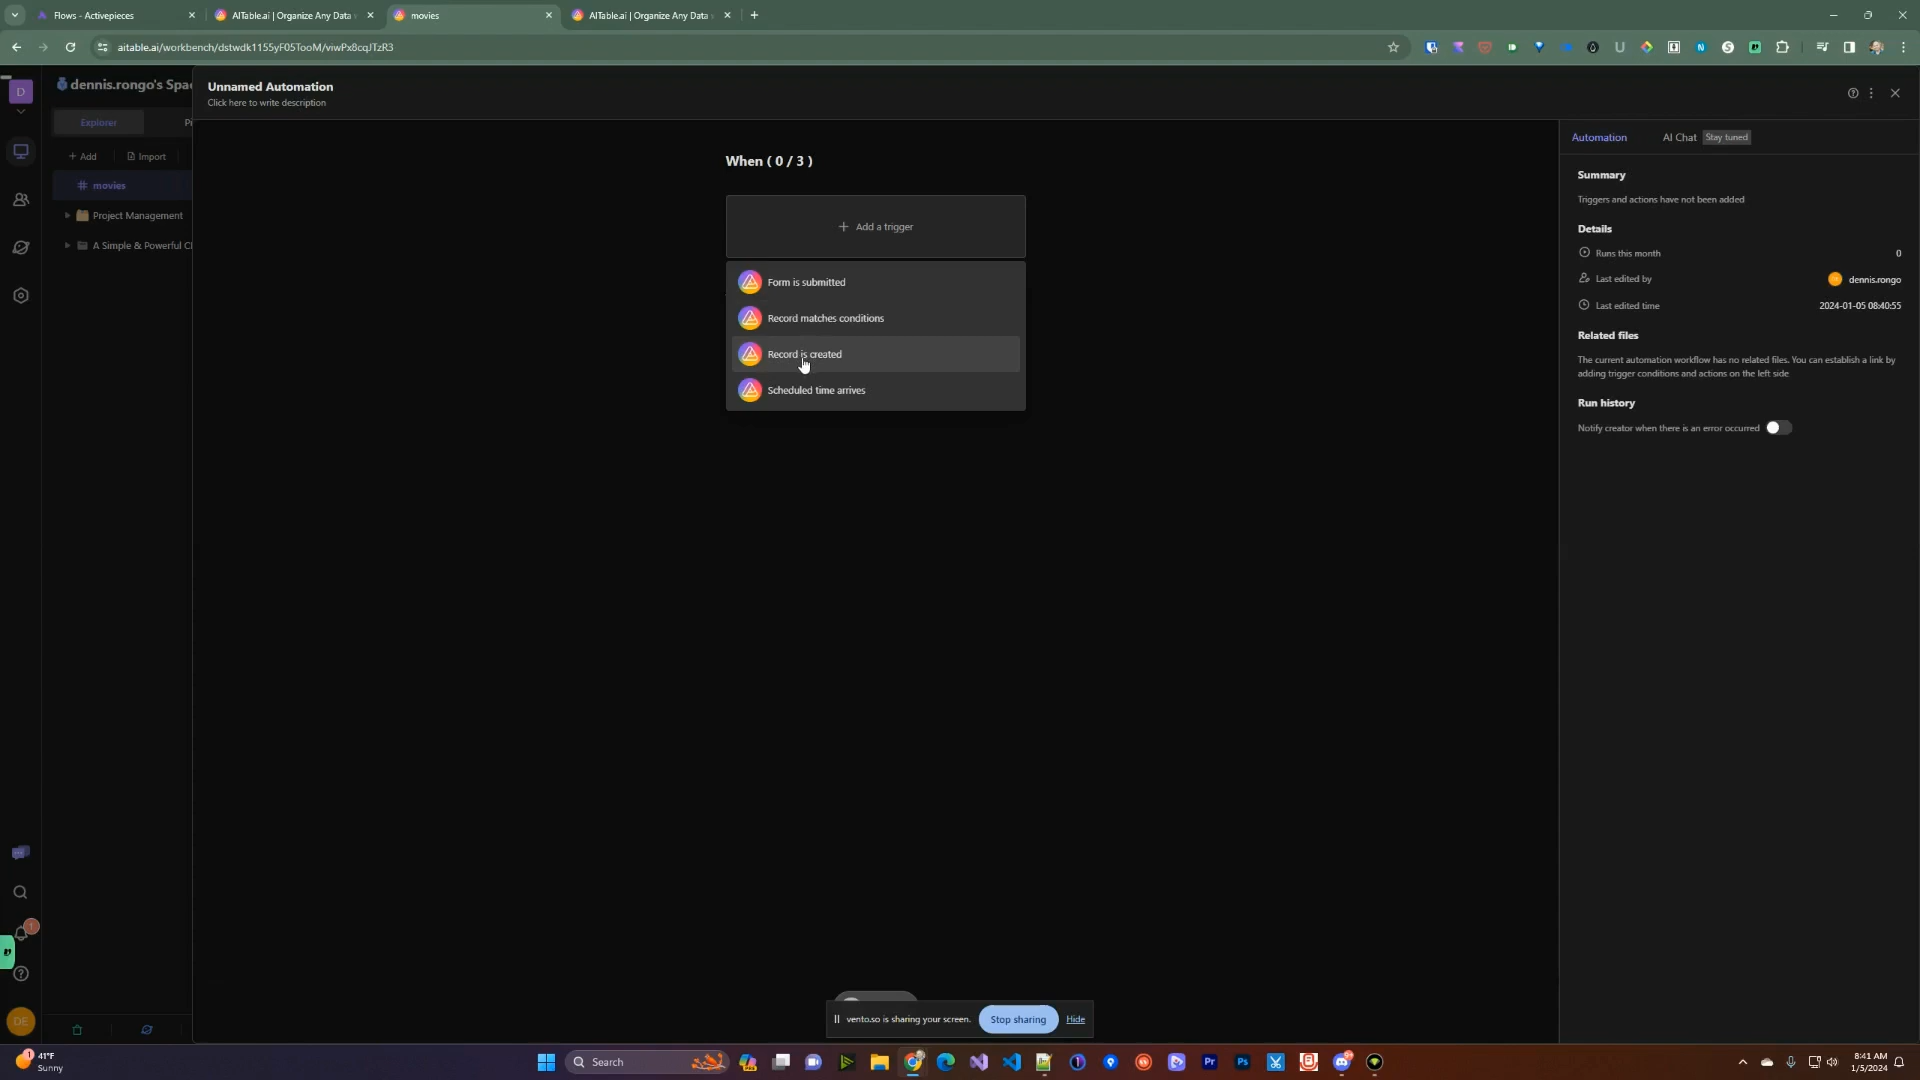 Flows - Activepieces
AITable.ai | Organize Any Data
movies
AITable.ai | Organize Any Data
aitable.ai/workbench/dstwdk1155yF05TooM/viwPx8cqJTzR3
D
dennis.rongo's Spac
Explorer
Pi
+ Add
Import
movies
Project Management
A Simple & Powerful C
Unnamed Automation
Click here to write description
When ( 0 / 3 )
+ Add a trigger
Form is submitted
Record matches conditions
Record is created
Scheduled time arrives
Automation
AI Chat
Stay tuned
Summary
Triggers and actions have not been added
Details
Runs this month
0
Last edited by
dennis.rongo
Last edited time
2024-01-05 08:40:55
Related files
The current automation workflow has no related files. You can establish a link by
adding trigger conditions and actions on the left side
Run history
Notify creator when there is an error occurred
1
DE
vento.so is sharing your screen.
Stop sharing
Hide
1
41°F
Sunny
Search
Pr
Ps
8:41 AM
1/5/2024